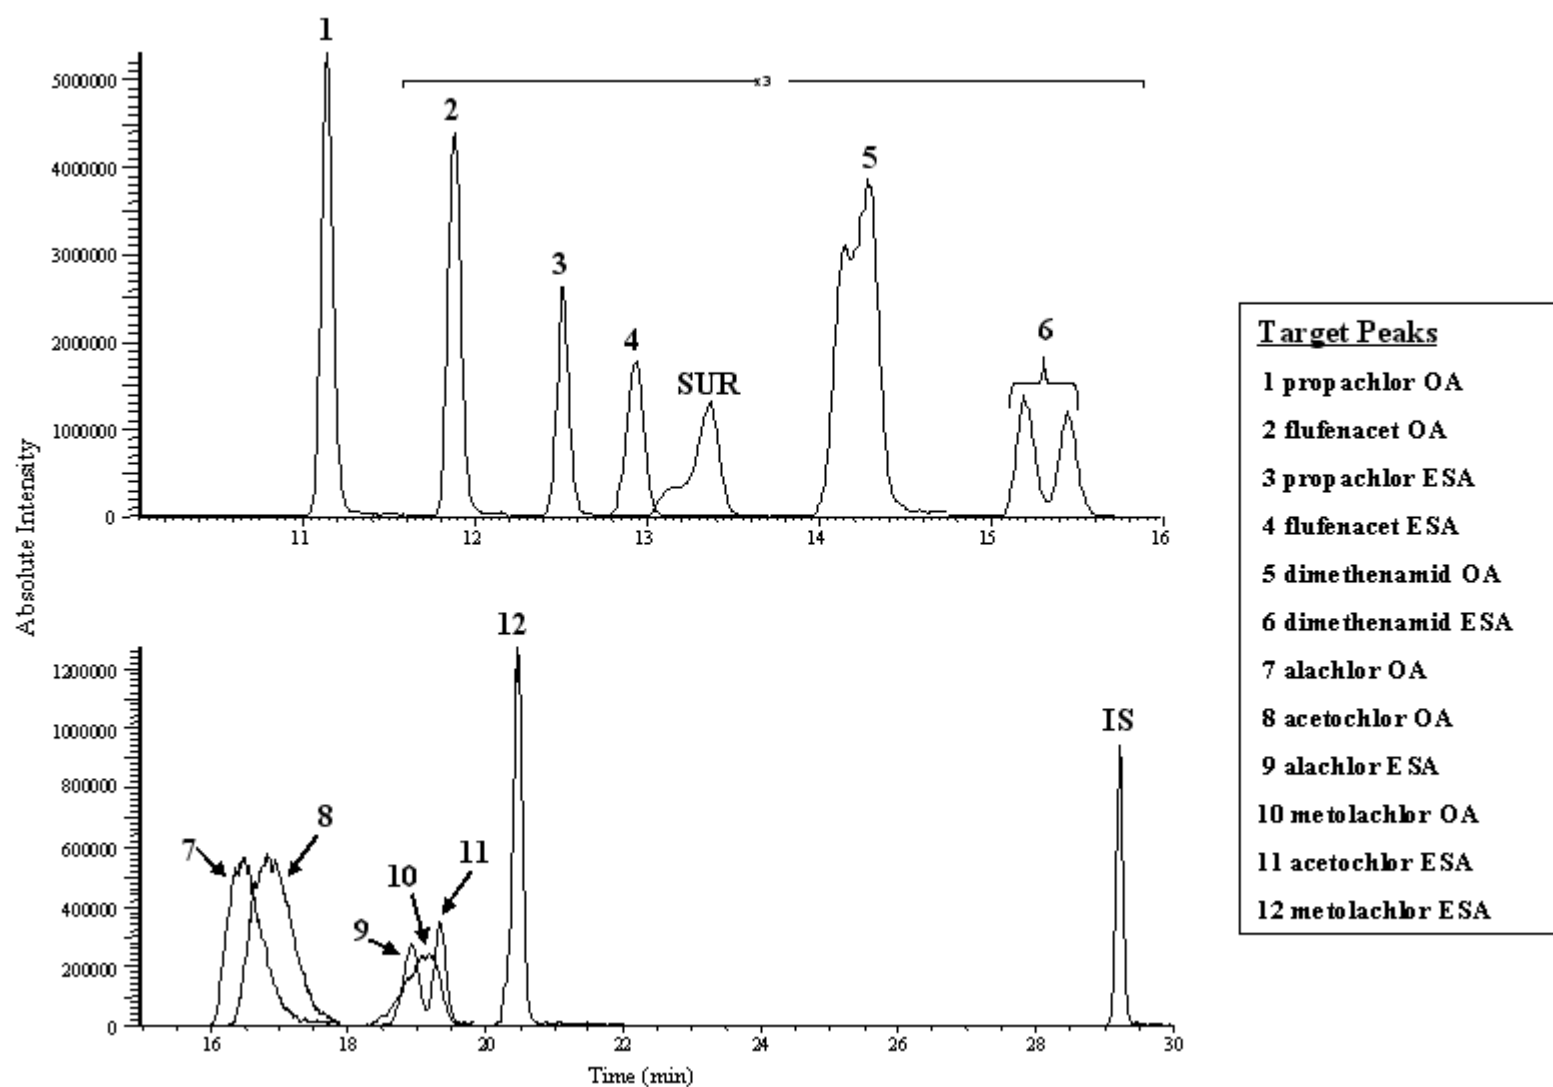 1
x3
2
5
3
4
6
SUR
5000000
4000000
3000000
2000000
1000000
0
11 12 13 14 15 16
Absolute Intensity
12
IS
8
7
11
10
9
1200000
1000000
800000
600000
400000
200000
0
16 18 20 22 24 26 28 30
Time (min)
Target Peaks
1 propachlor OA
2 flufenacet OA
3 propachlor ESA
4 flufenacet ESA
5 dimethenamid OA
6 dimethenamid ESA
7 alachlor OA
8 acetochlor OA
9 alachlor ESA
10 metolachlor OA
11 acetochlor ESA
12 metolachlor ESA